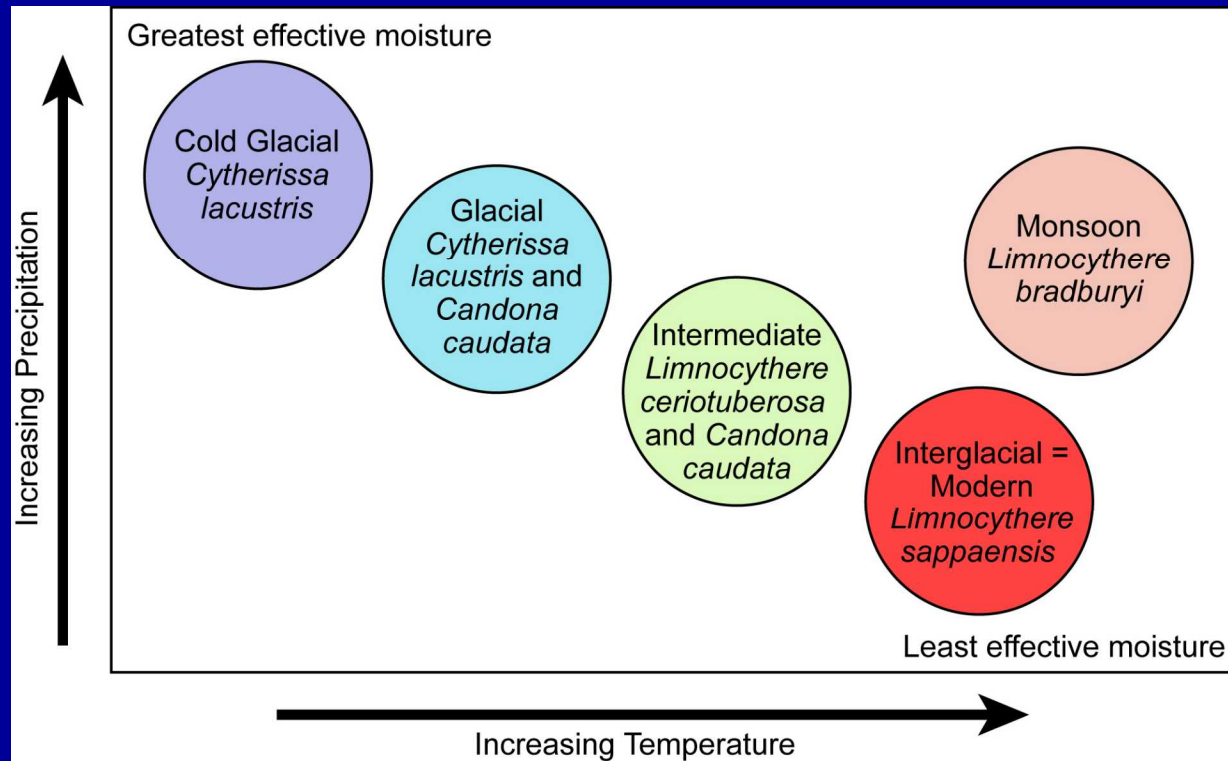 Greatest effective moisture
Increasing Precipitation
Cold Glacial
Cytherissa
lacustris
Glacial
Cytherissa
lacustris and
Candona
caudata
Intermediate
Limnocythere
ceriotuberosa
and Candona
caudata
Monsoon
Limnocythere
bradburyi
Interglacial =
Modern
Limnocythere
sappaensis
Least effective moisture
Increasing Temperature